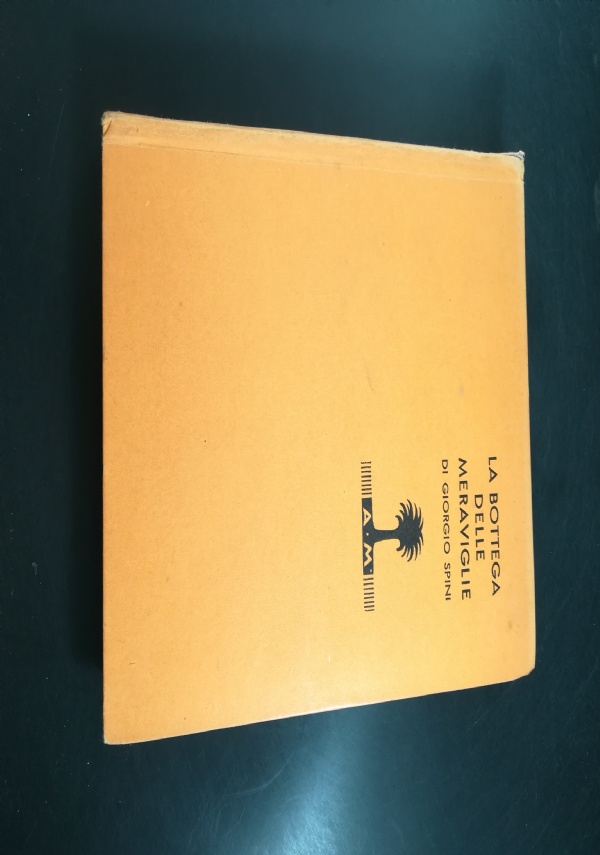 LA BOTTEGA
DELLE
MERAVIGLIE
DI GIORGIO SPINI
A.M.